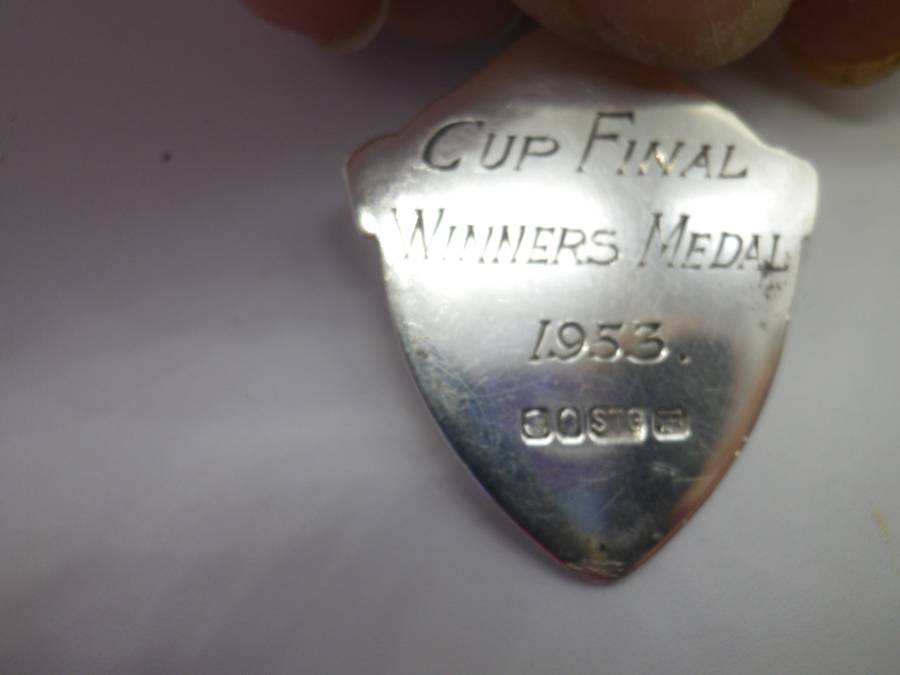 CUP FINAL
WINNERS MEDAL
1953.
STG